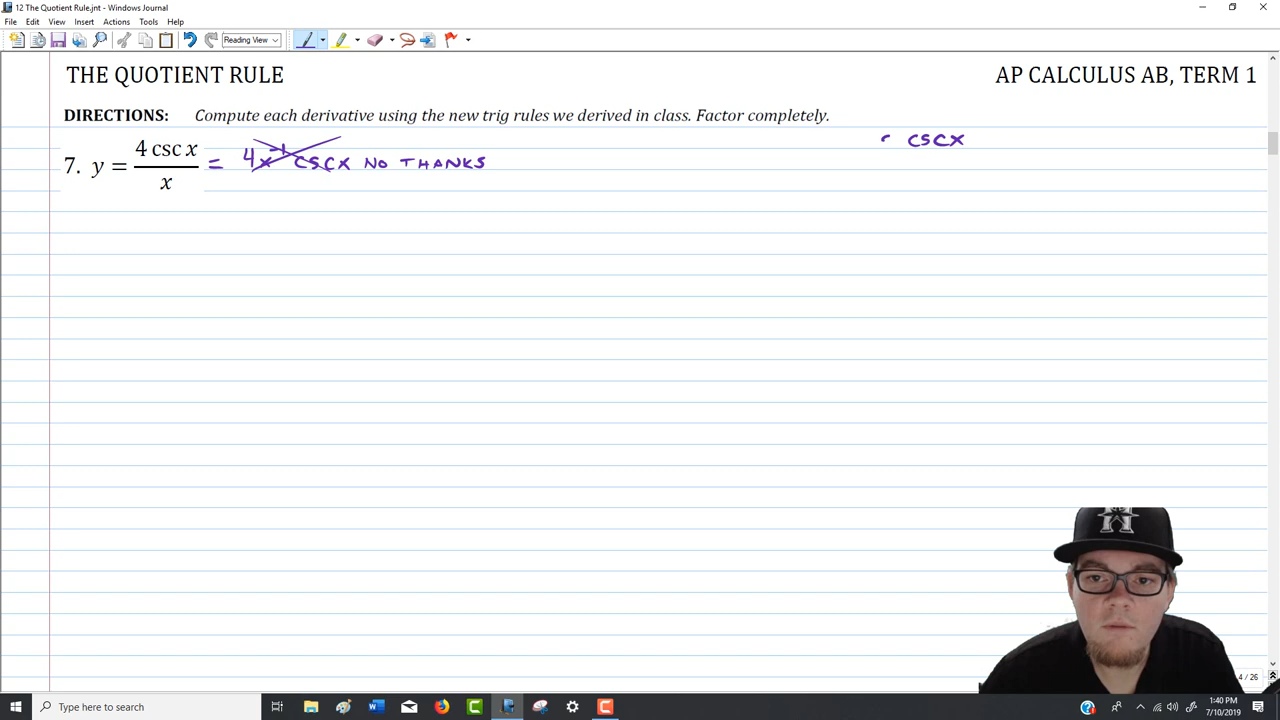 12 The Quotient Rule.jnt - Windows Journal
File Edit View Insert Actions Tools Help
Reading View
THE QUOTIENT RULE AP CALCULUS AB, TERM 1
DIRECTIONS: Compute each derivative using the new trig rules we derived in class. Factor completely.
CSCX
7. y = 4 csc x / x = 4x⁻¹ CSCX NO THANKS
4 / 26
Type here to search
1:40 PM
7/10/2019